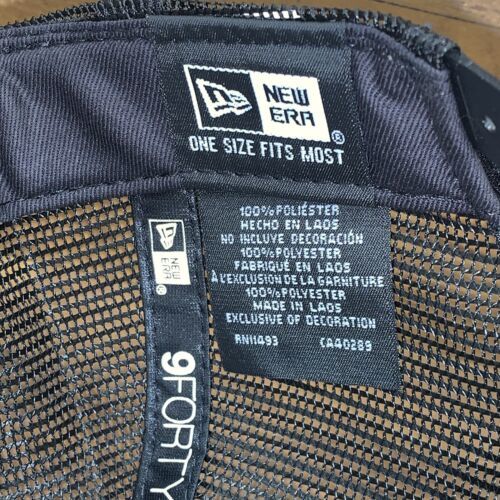 NEW
ERA
®
ONE SIZE FITS MOST
NEW
ERA
®
9FORTY
100% POLIÉSTER
HECHO EN LAOS
NO INCLUYE DECORACIÓN
100% POLYESTER
FABRIQUÉ EN LAOS
À L'EXCLUSION DE LA GARNITURE
100% POLYESTER
MADE IN LAOS
EXCLUSIVE OF DECORATION
RN11493 CA40289